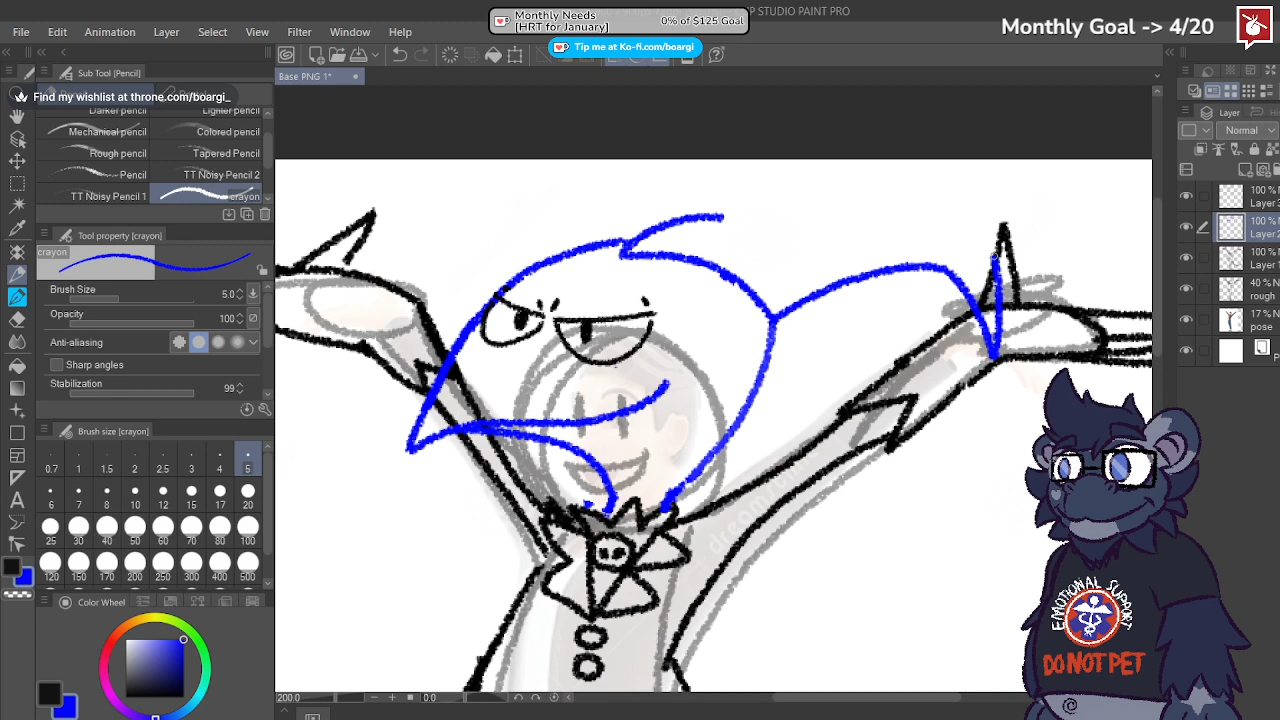 Monthly Needs
[HRT for January]
0% of $125 Goal
Tip me at Ko-fi.com/boargi
P STUDIO PAINT PRO
Monthly Goal -> 4/20
File Edit Animation Layer Select View Filter Window Help
Sub Tool [Pencil]
Base PNG 1*
Find my wishlist at throne.com/boargi_
Darker pencil Lighter pencil
Mechanical pencil Colored pencil
Rough pencil Tapered Pencil
Pencil TT Noisy Pencil 2
TT Noisy Pencil 1 crayon
Tool property [crayon]
crayon
Brush Size 5.0
Opacity 100
Anti-aliasing
Sharp angles
Stabilization 99
Brush size [crayon]
0.7 1 1.5 2 2.5 3 4 5
6 7 8 10 12 15 17 20
25 30 40 50 60 70 80 100
120 150 170 200 250 300 400 500
Color Wheel
200.0 0.0
Layer
Normal
100 % N
Layer 3
100 % N
Layer 2
100 % N
Layer 1
40 % N
rough
17 % N
pose
P
EMOTIONAL SUPPORT
DO NOT PET